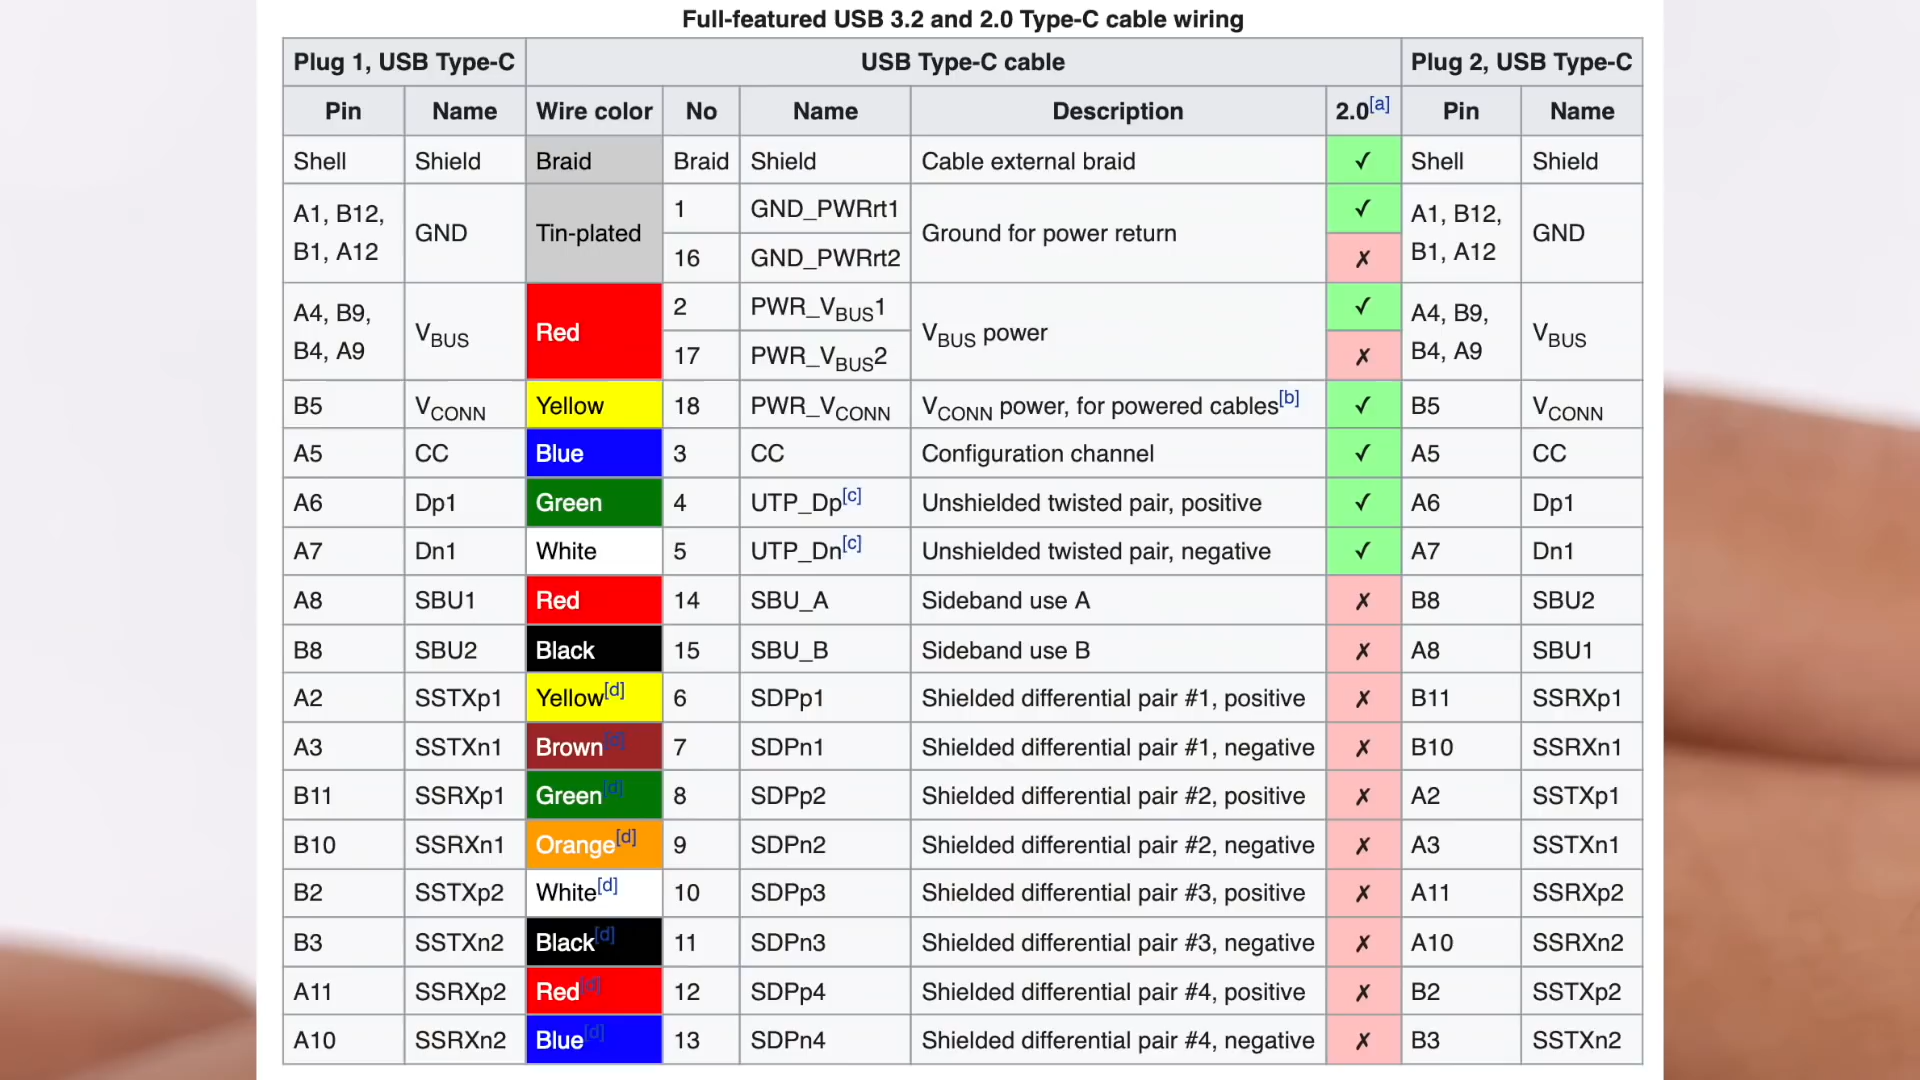 Full-featured USB 3.2 and 2.0 Type-C cable wiring
Plug 1, USB Type-C USB Type-C cable Plug 2, USB Type-C
Pin Name Wire color No Name Description 2.0[a] Pin Name
Shell Shield Braid Braid Shield Cable external braid ✓ Shell Shield
A1, B12, B1, A12 GND Tin-plated 1 GND_PWRrt1 Ground for power return ✓ A1, B12, B1, A12 GND
16 GND_PWRrt2 ✗
A4, B9, B4, A9 VBUS Red 2 PWR_VBUS1 VBUS power ✓ A4, B9, B4, A9 VBUS
17 PWR_VBUS2 ✗
B5 VCONN Yellow 18 PWR_VCONN VCONN power, for powered cables[b] ✓ B5 VCONN
A5 CC Blue 3 CC Configuration channel ✓ A5 CC
A6 Dp1 Green 4 UTP_Dp[c] Unshielded twisted pair, positive ✓ A6 Dp1
A7 Dn1 White 5 UTP_Dn[c] Unshielded twisted pair, negative ✓ A7 Dn1
A8 SBU1 Red 14 SBU_A Sideband use A ✗ B8 SBU2
B8 SBU2 Black 15 SBU_B Sideband use B ✗ A8 SBU1
A2 SSTXp1 Yellow[d] 6 SDPp1 Shielded differential pair #1, positive ✗ B11 SSRXp1
A3 SSTXn1 Brown[d] 7 SDPn1 Shielded differential pair #1, negative ✗ B10 SSRXn1
B11 SSRXp1 Green[d] 8 SDPp2 Shielded differential pair #2, positive ✗ A2 SSTXp1
B10 SSRXn1 Orange[d] 9 SDPn2 Shielded differential pair #2, negative ✗ A3 SSTXn1
B2 SSTXp2 White[d] 10 SDPp3 Shielded differential pair #3, positive ✗ A11 SSRXp2
B3 SSTXn2 Black[d] 11 SDPn3 Shielded differential pair #3, negative ✗ A10 SSRXn2
A11 SSRXp2 Red[d] 12 SDPp4 Shielded differential pair #4, positive ✗ B2 SSTXp2
A10 SSRXn2 Blue[d] 13 SDPn4 Shielded differential pair #4, negative ✗ B3 SSTXn2